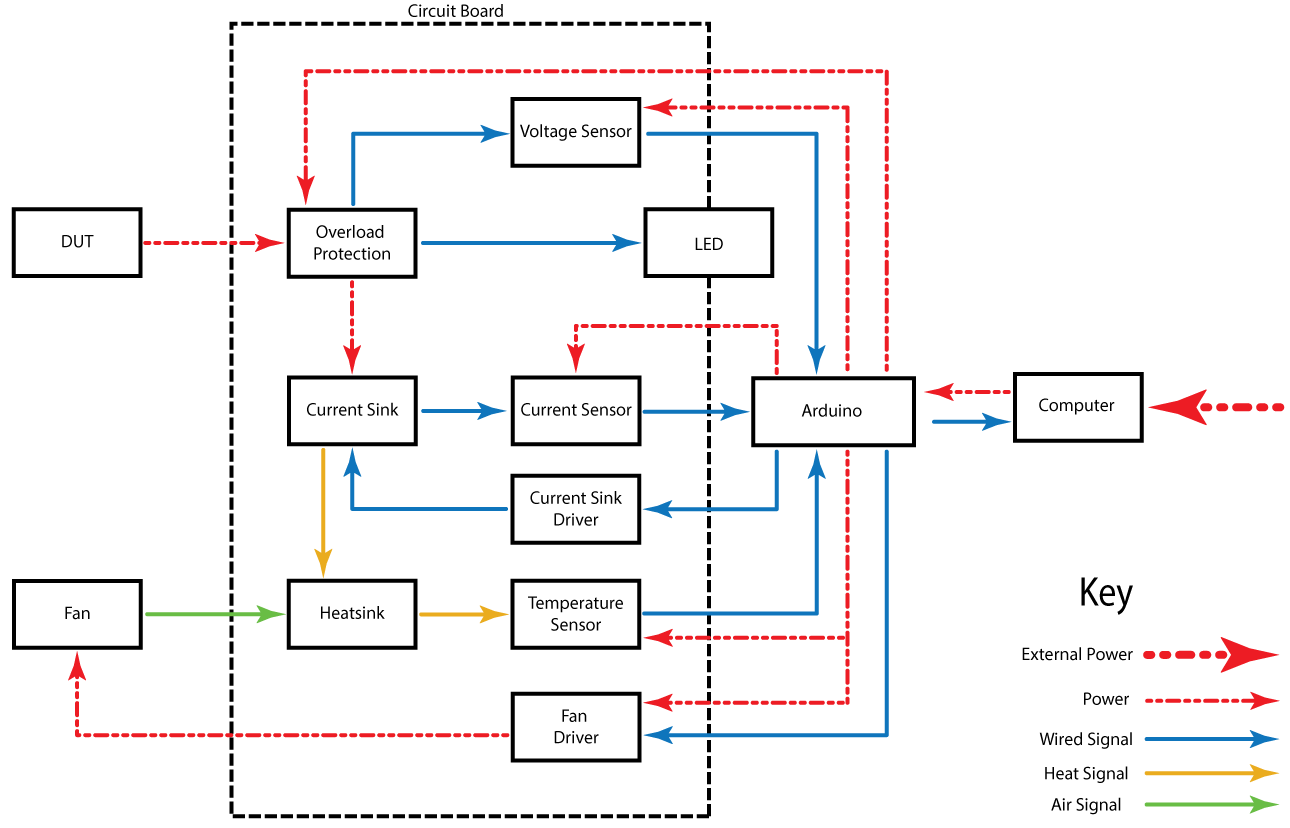 Circuit Board
Voltage Sensor
DUT
Overload
Protection
LED
Current Sink
Current Sensor
Arduino
Computer
Current Sink
Driver
Fan
Heatsink
Temperature
Sensor
Fan
Driver
Key
External Power
Power
Wired Signal
Heat Signal
Air Signal